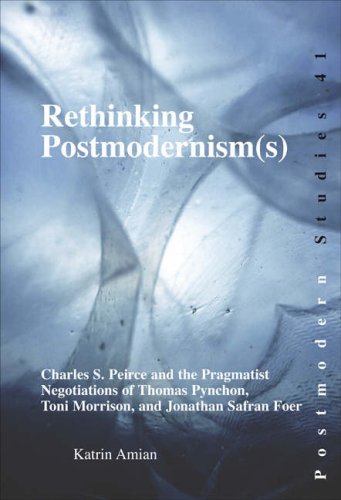 Rethinking
Postmodernism(s)
Charles S. Peirce and the Pragmatist
Negotiations of Thomas Pynchon,
Toni Morrison, and Jonathan Safran Foer
Katrin Amian
Postmodern Studies 41